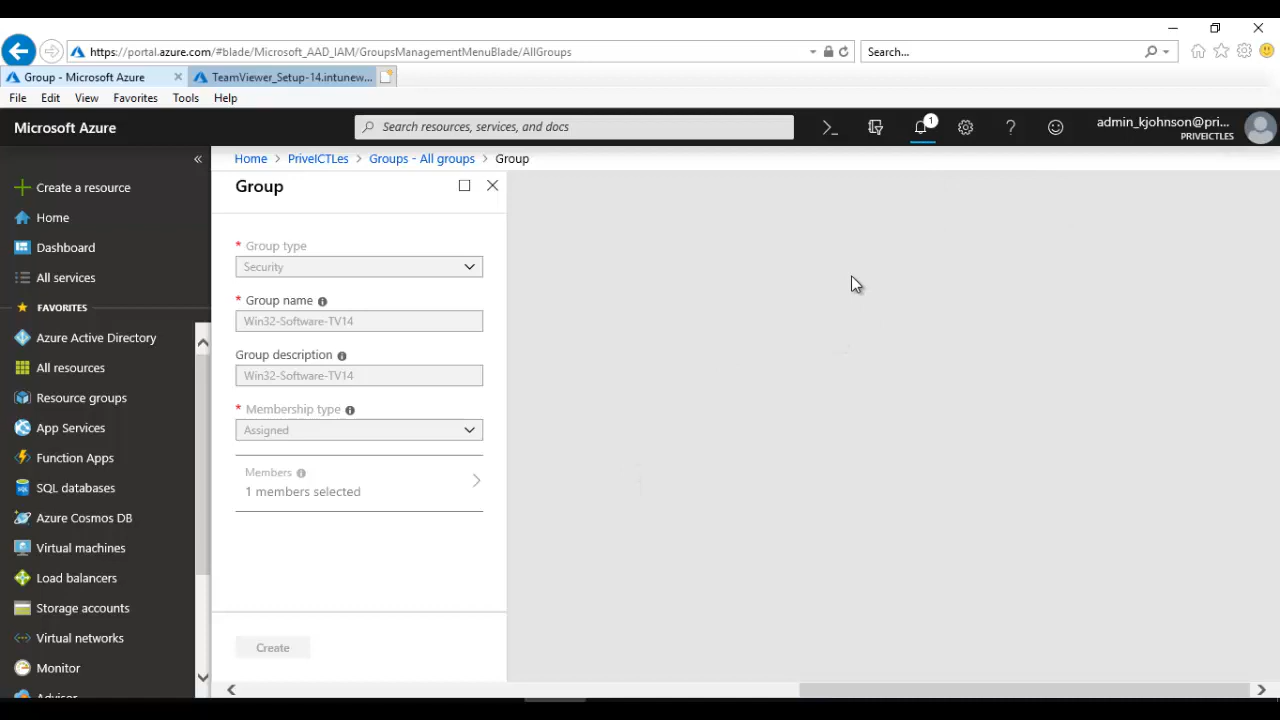 https://portal.azure.com/#blade/Microsoft_AAD_IAM/GroupsManagementMenuBlade/AllGroups
Search...
Group - Microsoft Azure
TeamViewer_Setup-14.intunew...
File Edit View Favorites Tools Help
Microsoft Azure
Search resources, services, and docs
1
admin_kjohnson@pri...
PRIVEICTLES
Home > PriveICTLes > Groups - All groups > Group
Create a resource
Home
Dashboard
All services
FAVORITES
Azure Active Directory
All resources
Resource groups
App Services
Function Apps
SQL databases
Azure Cosmos DB
Virtual machines
Load balancers
Storage accounts
Virtual networks
Monitor
Advisor
Group
* Group type
Security
* Group name
Win32-Software-TV14
Group description
Win32-Software-TV14
* Membership type
Assigned
Members
1 members selected
Create